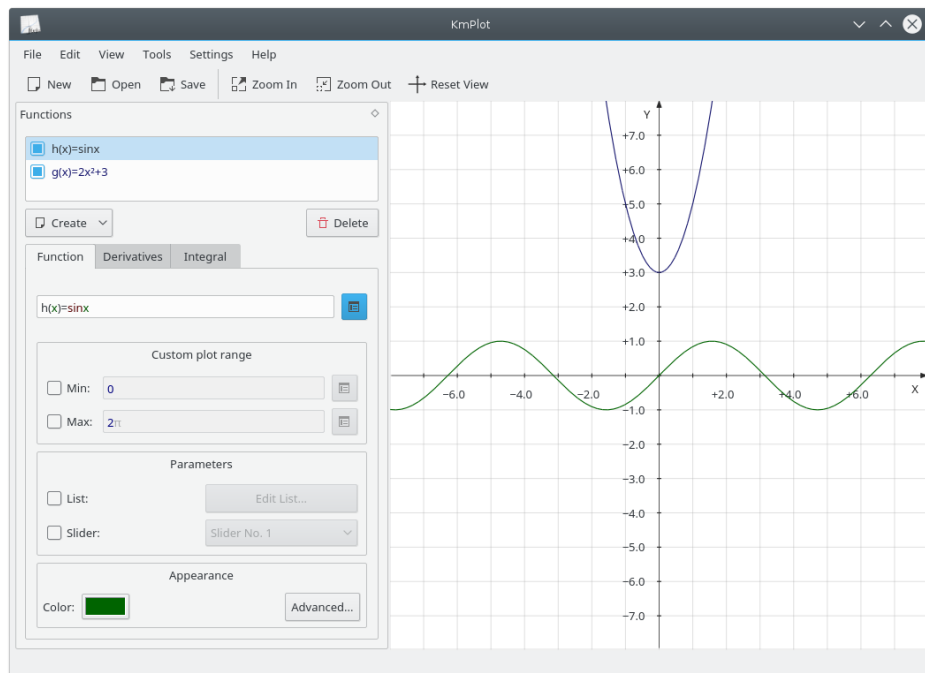 KmPlot
File Edit View Tools Settings Help
New Open Save Zoom In Zoom Out Reset View
Functions
h(x)=sinx
g(x)=2x²+3
Create Delete
Function Derivatives Integral
h(x)=sinx
Custom plot range
Min: 0
Max: 2π
Parameters
List: Edit List...
Slider: Slider No. 1
Appearance
Color: Advanced...
Y
+7.0
+6.0
+5.0
+4.0
+3.0
+2.0
+1.0
−6.0 −4.0 −2.0 +2.0 +4.0 +6.0 X
−1.0
−2.0
−3.0
−4.0
−5.0
−6.0
−7.0